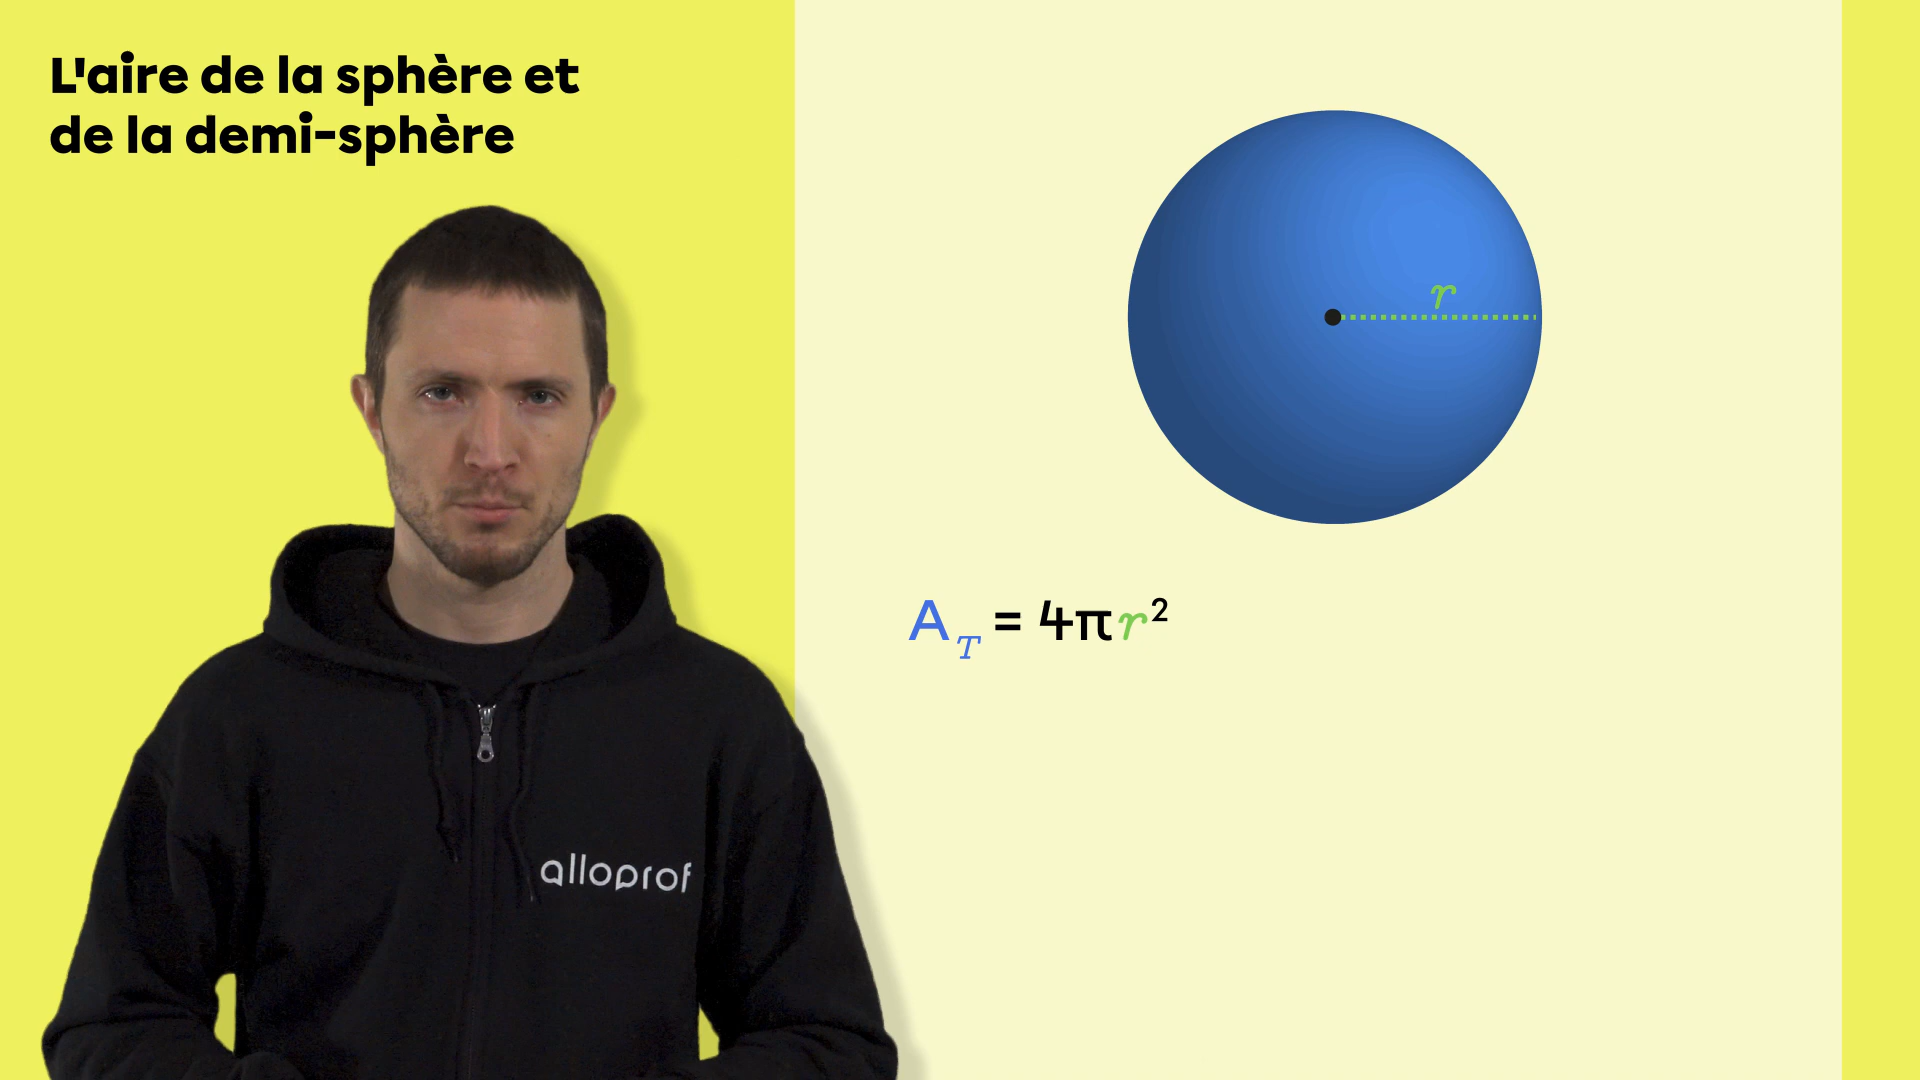 L'aire de la sphère et
de la demi-sphère
r
A_T = 4πr²
alloprof